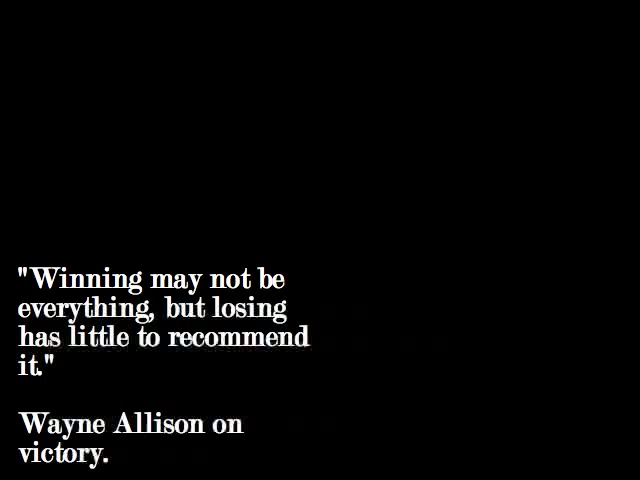 "Winning may not be
everything, but losing
has little to recommend
it."
Wayne Allison on
victory.